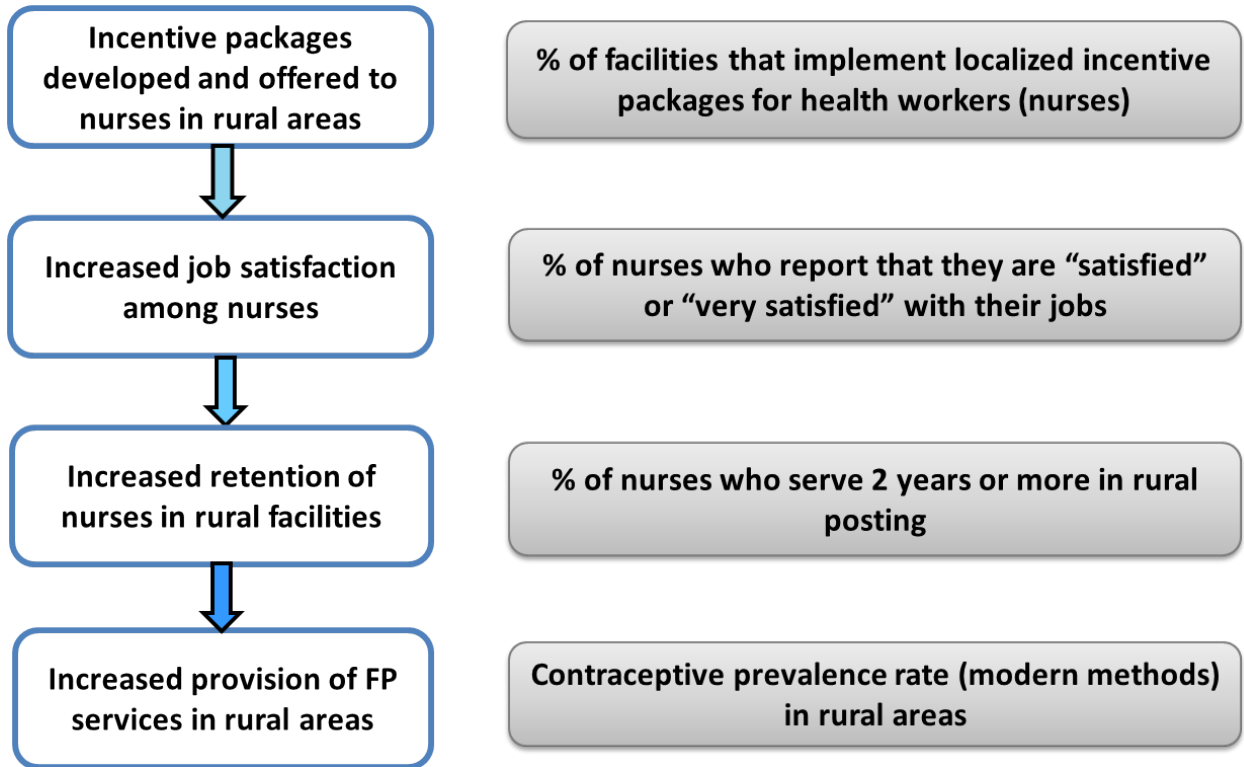 Incentive packages
developed and offered to
nurses in rural areas
% of facilities that implement localized incentive
packages for health workers (nurses)
Increased job satisfaction
among nurses
% of nurses who report that they are “satisfied”
or “very satisfied” with their jobs
Increased retention of
nurses in rural facilities
% of nurses who serve 2 years or more in rural
posting
Increased provision of FP
services in rural areas
Contraceptive prevalence rate (modern methods)
in rural areas